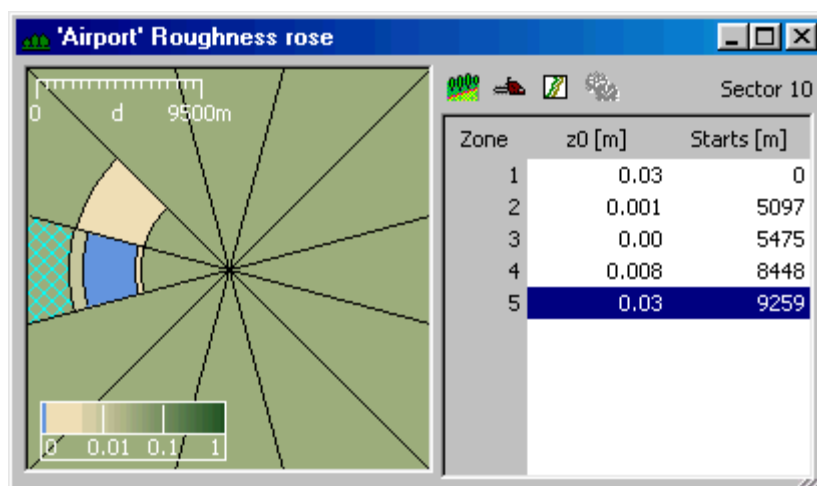 'Airport' Roughness rose
0 d 9500m
0 0.01 0.1 1
Sector 10
Zone z0 [m] Starts [m]
1 0.03 0
2 0.001 5097
3 0.00 5475
4 0.008 8448
5 0.03 9259